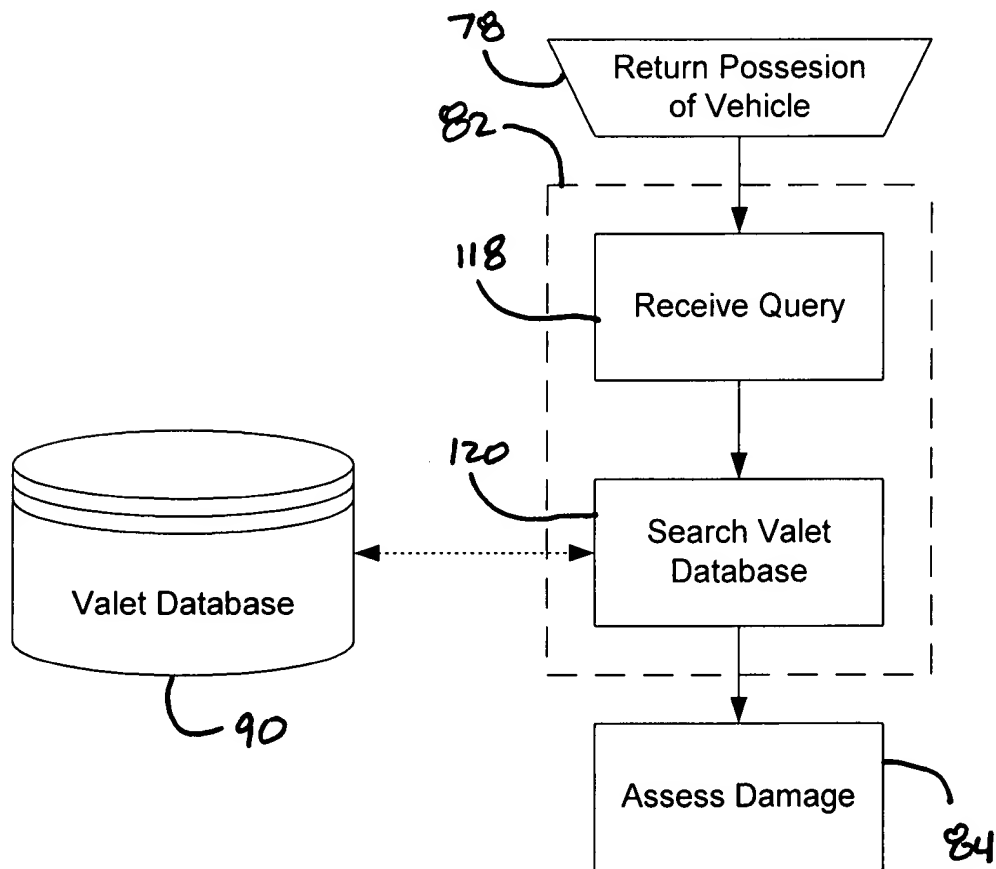 78
Return Possesion
of Vehicle
82
118
Receive Query
120
Search Valet
Database
Valet Database
90
Assess Damage
84